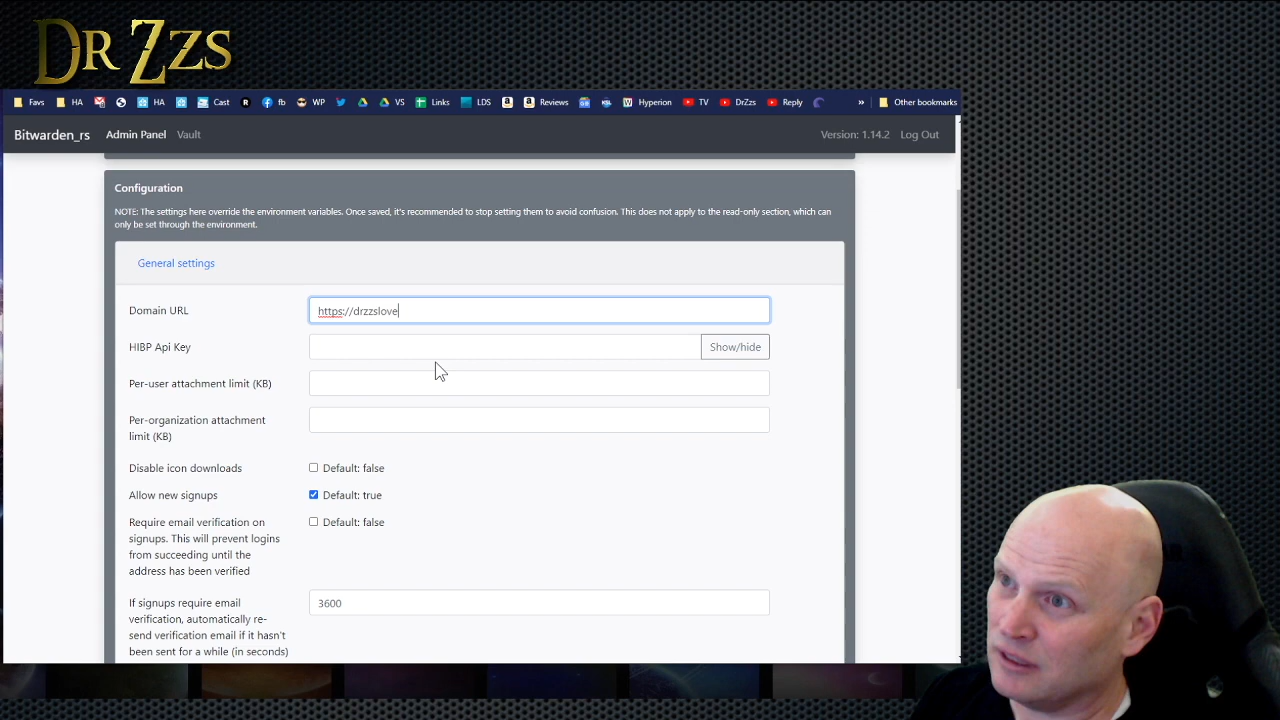 DR ZZS
Favs HA HA Cast fb WP VS Links LDS Reviews Hyperion TV DrZzs Reply » Other bookmarks
Bitwarden_rs Admin Panel Vault Version: 1.14.2 Log Out
Configuration
NOTE: The settings here override the environment variables. Once saved, it's recommended to stop setting them to avoid confusion. This does not apply to the read-only section, which can
only be set through the environment.
General settings
Domain URL https://drzzslove
HIBP Api Key Show/hide
Per-user attachment limit (KB)
Per-organization attachment
limit (KB)
Disable icon downloads Default: false
Allow new signups Default: true
Require email verification on Default: false
signups. This will prevent logins
from succeeding until the
address has been verified
If signups require email 3600
verification, automatically re-
send verification email if it hasn't
been sent for a while (in seconds)